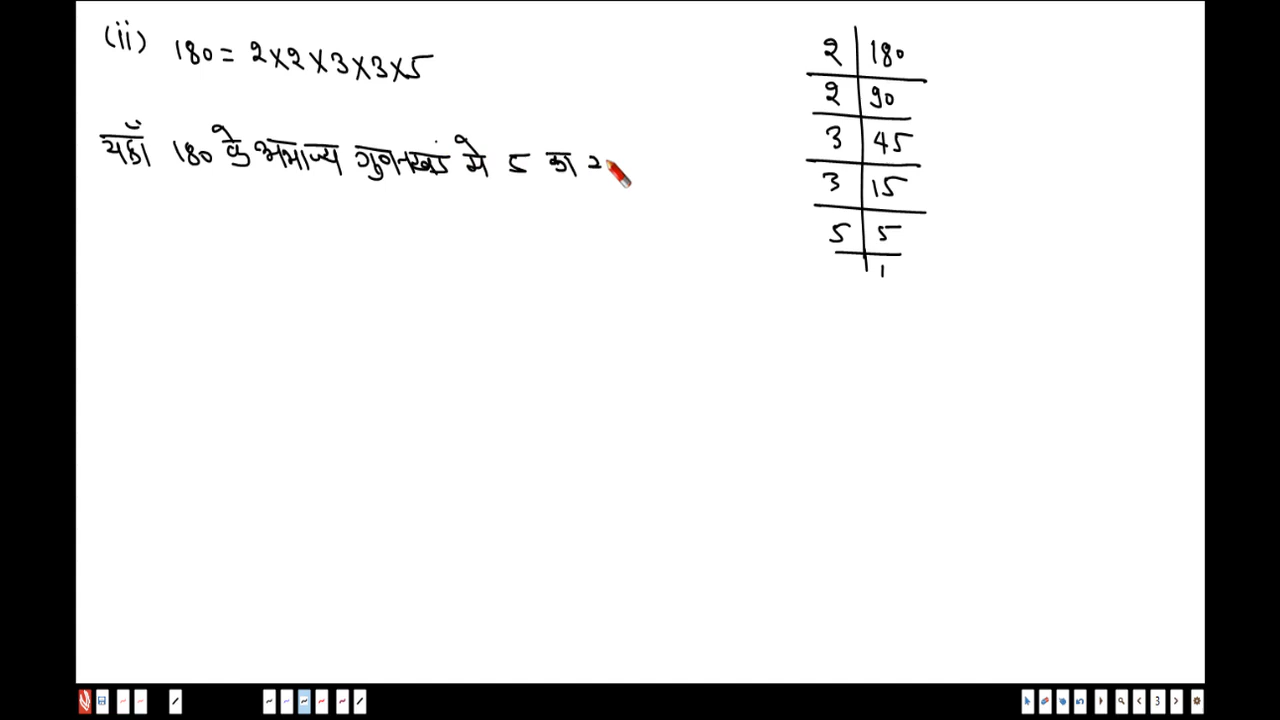 (ii) 180 = 2×2×3×3×5
यहाँ 180 के अभाज्य गुणनखंड में 5 का
2 | 180
2 | 90
3 | 45
3 | 15
5 | 5
1
3